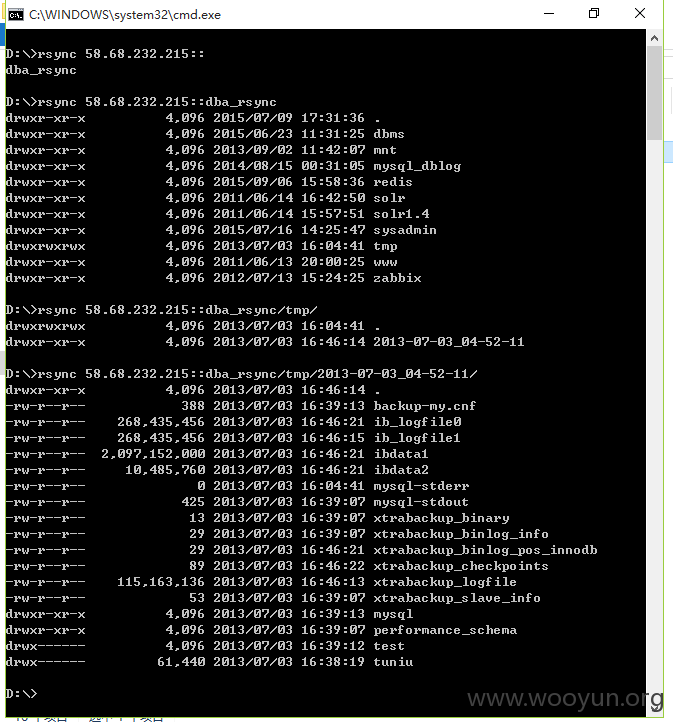 C:\WINDOWS\system32\cmd.exe
D:\>rsync 58.68.232.215::
dba_rsync
D:\>rsync 58.68.232.215::dba_rsync
drwxr-xr-x 4,096 2015/07/09 17:31:36 .
drwxr-xr-x 4,096 2015/06/23 11:31:25 dbms
drwxr-xr-x 4,096 2013/09/02 11:42:07 mnt
drwxr-xr-x 4,096 2014/08/15 00:31:05 mysql_dblog
drwxr-xr-x 4,096 2015/09/06 15:58:36 redis
drwxr-xr-x 4,096 2011/06/14 16:42:50 solr
drwxr-xr-x 4,096 2011/06/14 15:57:51 solr1.4
drwxr-xr-x 4,096 2015/07/16 14:25:47 sysadmin
drwxrwxrwx 4,096 2013/07/03 16:04:41 tmp
drwxr-xr-x 4,096 2011/06/13 20:00:25 www
drwxr-xr-x 4,096 2012/07/13 15:24:25 zabbix
D:\>rsync 58.68.232.215::dba_rsync/tmp/
drwxrwxrwx 4,096 2013/07/03 16:04:41 .
drwxr-xr-x 4,096 2013/07/03 16:46:14 2013-07-03_04-52-11
D:\>rsync 58.68.232.215::dba_rsync/tmp/2013-07-03_04-52-11/
drwxr-xr-x 4,096 2013/07/03 16:46:14 .
-rw-r--r-- 388 2013/07/03 16:39:13 backup-my.cnf
-rw-r--r-- 268,435,456 2013/07/03 16:46:21 ib_logfile0
-rw-r--r-- 268,435,456 2013/07/03 16:46:15 ib_logfile1
-rw-r--r-- 2,097,152,000 2013/07/03 16:46:21 ibdata1
-rw-r--r-- 10,485,760 2013/07/03 16:46:21 ibdata2
-rw-r--r-- 0 2013/07/03 16:04:41 mysql-stderr
-rw-r--r-- 425 2013/07/03 16:39:07 mysql-stdout
-rw-r--r-- 13 2013/07/03 16:39:07 xtrabackup_binary
-rw-r--r-- 29 2013/07/03 16:39:07 xtrabackup_binlog_info
-rw-r--r-- 29 2013/07/03 16:46:21 xtrabackup_binlog_pos_innodb
-rw-r--r-- 89 2013/07/03 16:46:22 xtrabackup_checkpoints
-rw-r--r-- 115,163,136 2013/07/03 16:46:13 xtrabackup_logfile
-rw-r--r-- 53 2013/07/03 16:39:07 xtrabackup_slave_info
drwxr-xr-x 4,096 2013/07/03 16:39:13 mysql
drwxr-xr-x 4,096 2013/07/03 16:39:07 performance_schema
drwx------ 4,096 2013/07/03 16:39:12 test
drwx------ 61,440 2013/07/03 16:38:19 tuniu
D:\>
www.wooyun.org